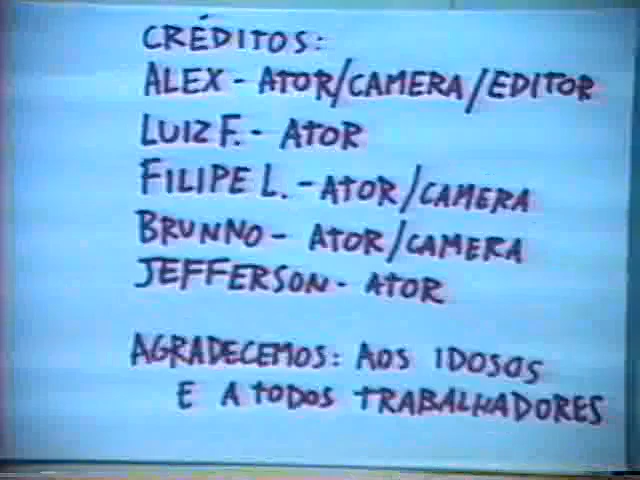 CRÉDITOS:
ALEX - ATOR/CAMERA/EDITOR
LUIZ F. - ATOR
FILIPE L. - ATOR/CAMERA
BRUNNO - ATOR/CAMERA
JEFFERSON - ATOR
AGRADECEMOS: AOS IDOSOS
E A TODOS TRABALHADORES